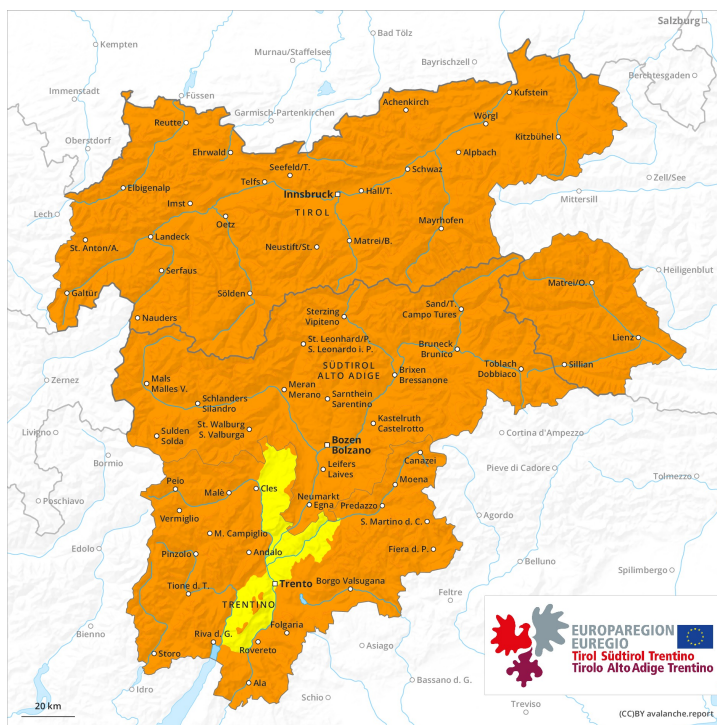 Salzburg
Kempten
Bad Tölz
Murnau/Staffelsee
Bayrischzell
Berchtesgaden
Immenstadt
Füssen
Garmisch-Partenkirchen
Achenkirch
Kufstein
Wörgl
Reutte
Kitzbühel
Oberstdorf
Ehrwald
Alpbach
Seefeld/T.
Schwaz
Zell/See
Elbigenalp
Telfs
Innsbruck
Hall/T.
Mittersill
Imst
TIROL
Lech
Oetz
Mayrhofen
St. Anton/A.
Landeck
Neustift/St.
Matrei/B.
Serfaus
Heiligenblut
Galtür
Sölden
Matrei/O.
Nauders
Sterzing
Vipiteno
Sand/T.
Campo Tures
Lienz
St. Leonhard/P.
S. Leonardo i. P.
Bruneck
Brunico
Zernez
SÜDTIROL
ALTO ADIGE
Brixen
Bressanone
Toblach
Dobbiaco
Sillian
Mals
Malles V.
Meran
Merano
Schlanders
Silandro
Sarnthein
Sarentino
Livigno
St. Walburg
S. Valburga
Kastelruth
Castelrotto
Sulden
Solda
Bozen
Bolzano
Cortina d'Ampezzo
Bormio
Leifers
Laives
Canazei
Pieve di Cadore
Tolmezzo
Poschiavo
Peio
Malè
Cles
Neumarkt
Egna
Moena
Predazzo
Vermiglio
Agordo
S. Martino d. C.
M. Campiglio
Edolo
Pinzolo
Andalo
Fiera d. P.
Belluno
Spilimbergo
Tione d. T.
Trento
Borgo Valsugana
Feltre
TRENTINO
Folgaria
Bienno
Riva d. G.
Storo
Rovereto
Asiago
Idro
Ala
Schio
Bassano d. G.
Treviso
EUROPAREGION
EUREGIO
Tirol Südtirol Trentino
Tirolo Alto Adige Trentino
20 km
(CC)BY avalanche.report